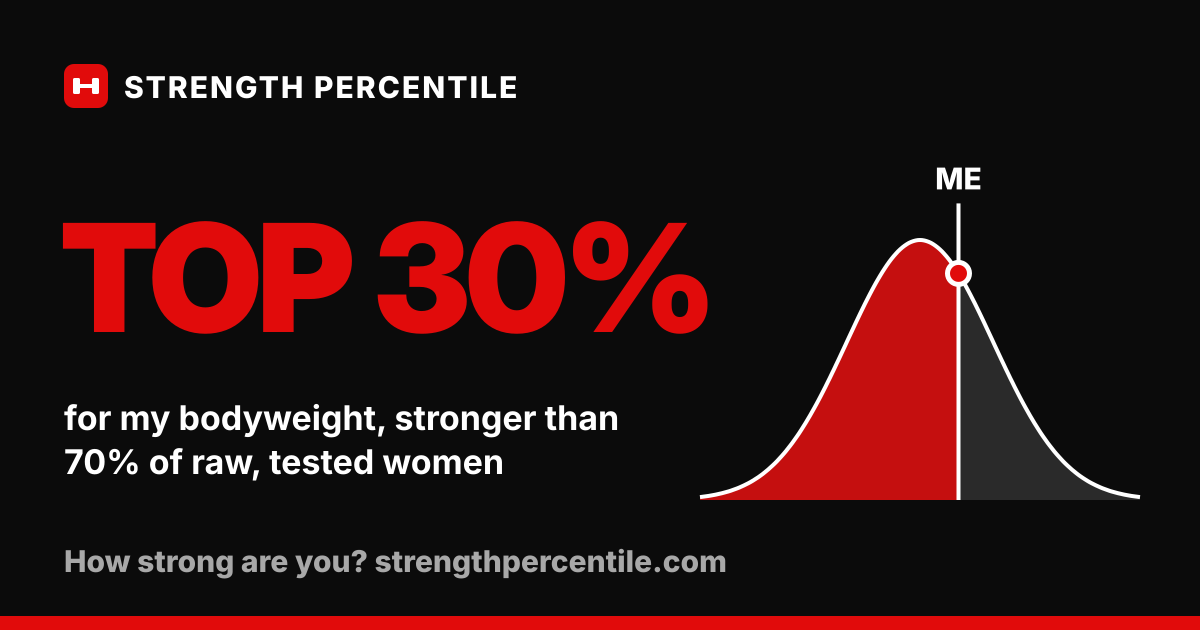 STRENGTH PERCENTILE
ME
TOP 30%
for my bodyweight, stronger than
70% of raw, tested women
How strong are you? strengthpercentile.com